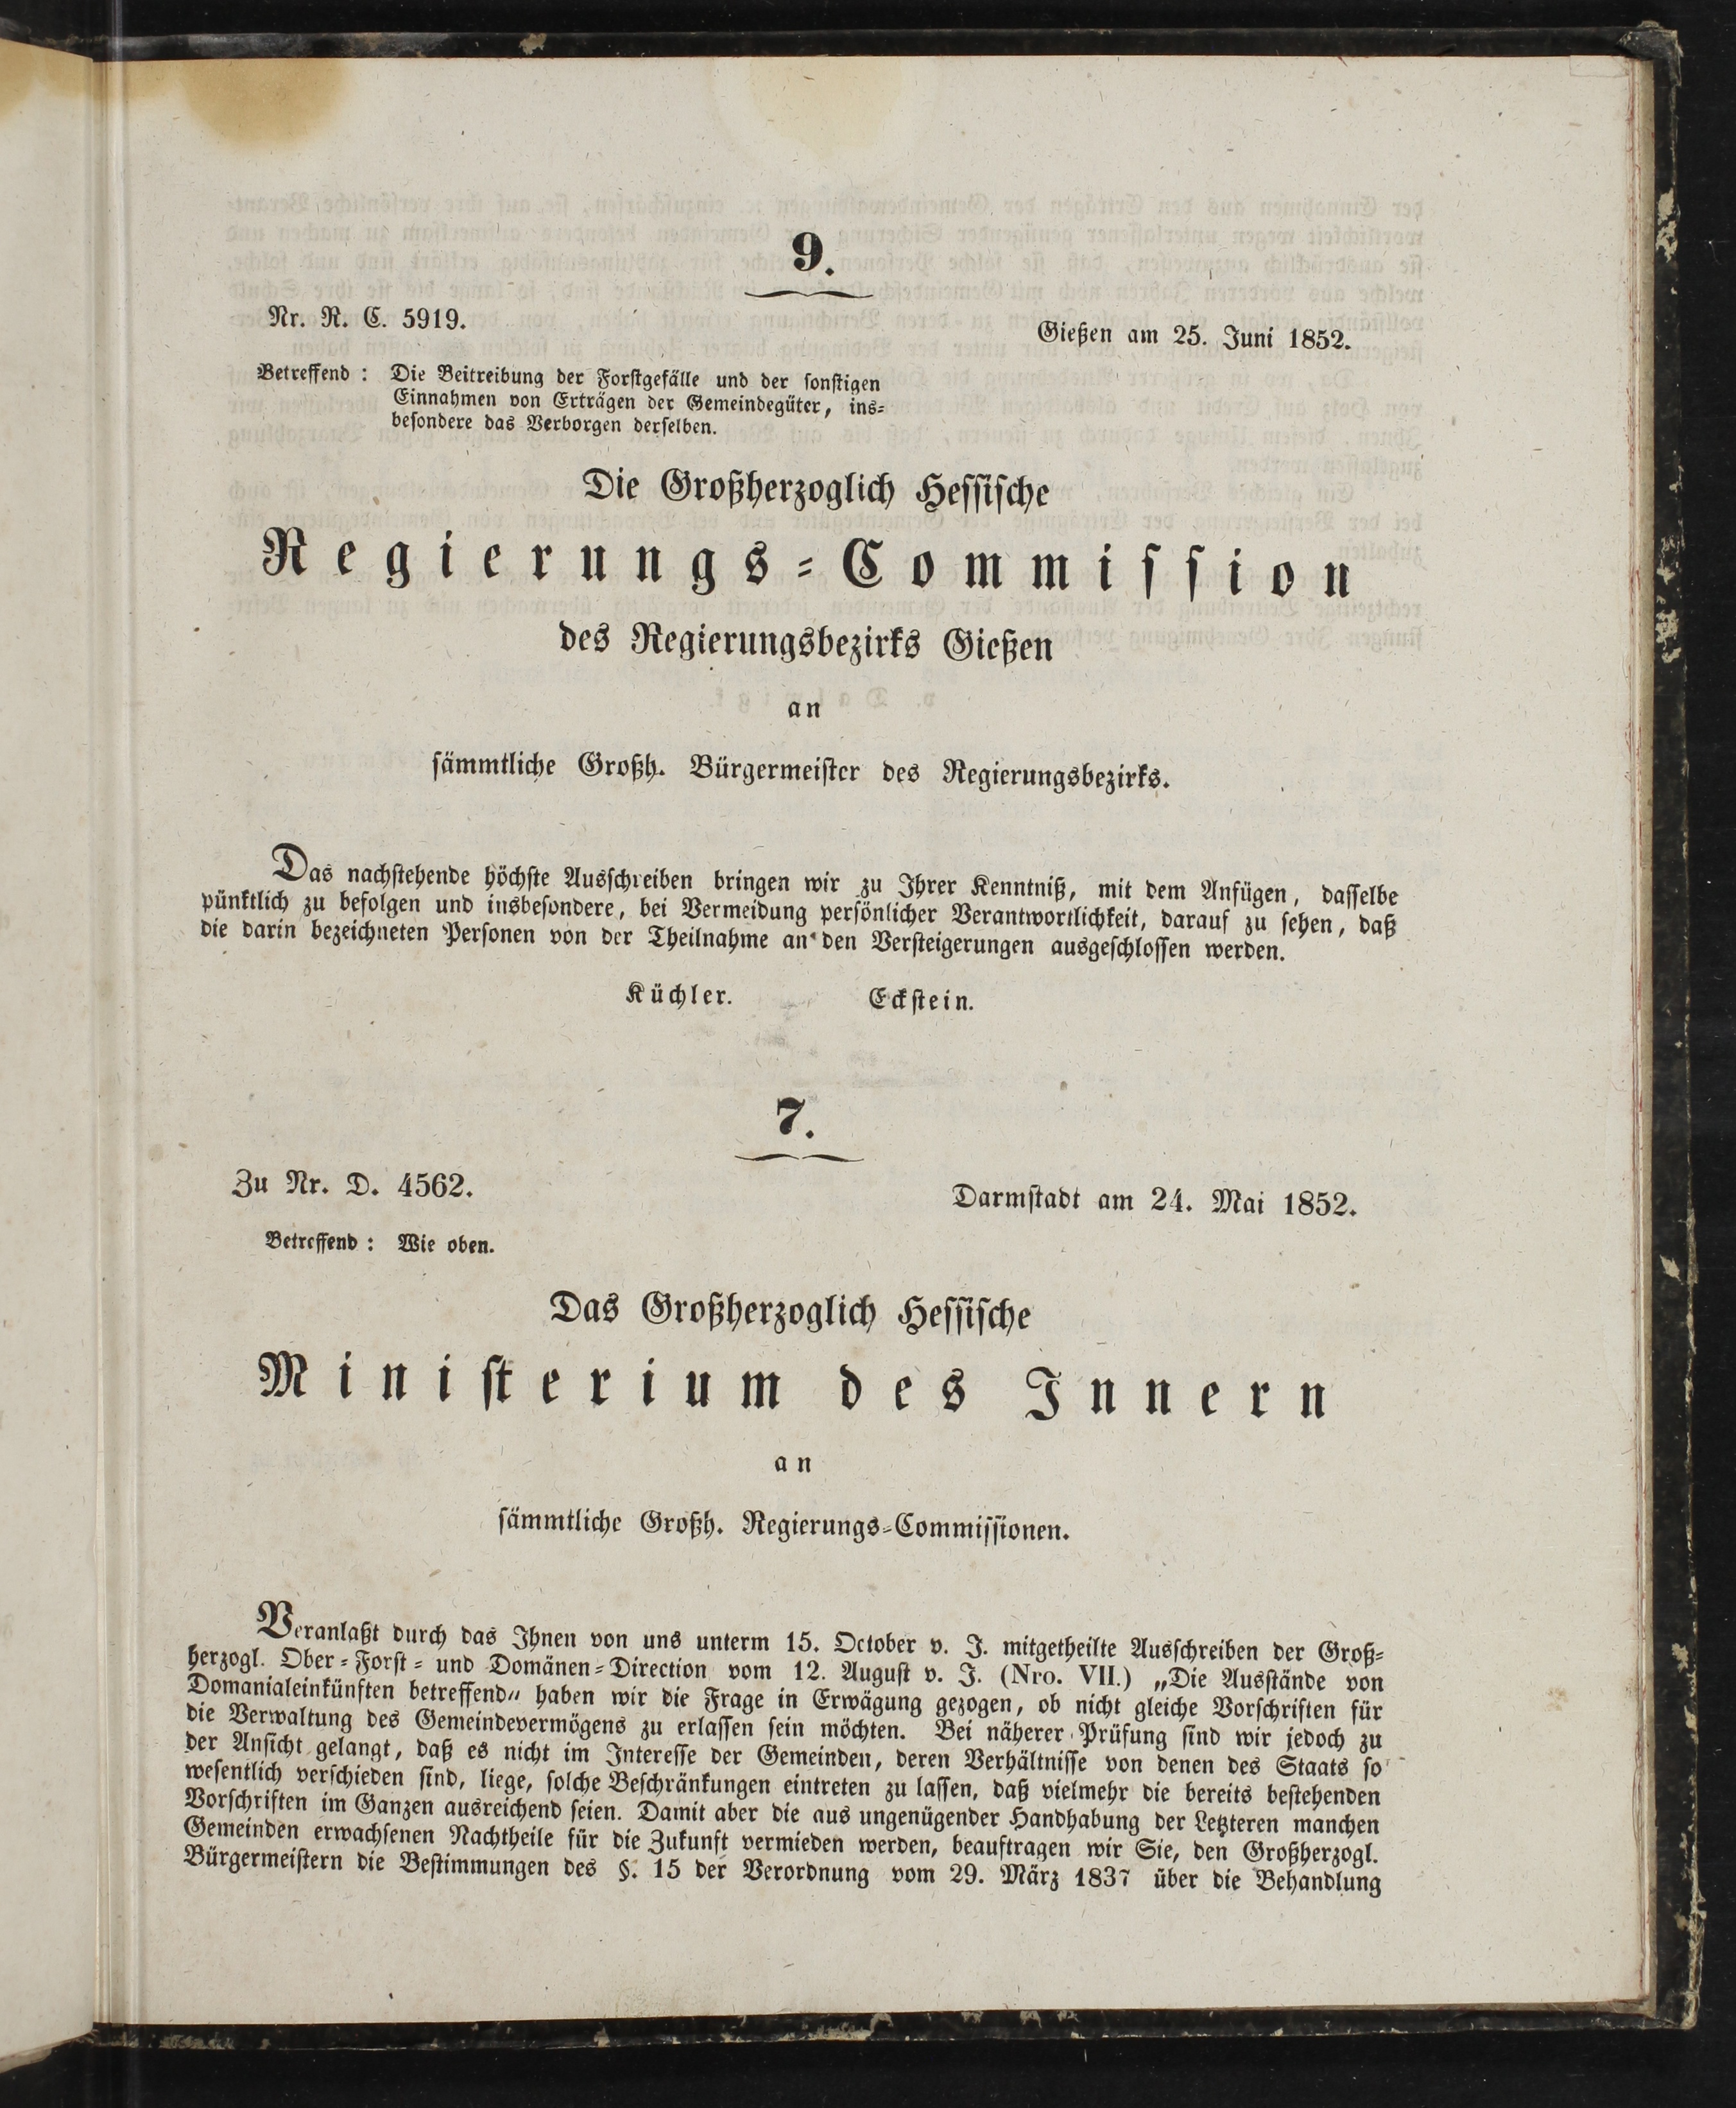 9.
Nr. R. C. 5919.
Gießen am 25. Juni 1852.
Betreffend: Die Beitreibung der Forstgefälle und der sonstigen
Einnahmen von Erträgen der Gemeindegüter, ins-
besondere das Verborgen derselben.
Die Großherzoglich Hessische
Regierungs-Commission
des Regierungsbezirks Gießen
an
sämmtliche Großh. Bürgermeister des Regierungsbezirks.
Das nachstehende höchste Ausschreiben bringen wir zu Ihrer Kenntniß, mit dem Anfügen, dasselbe
pünktlich zu befolgen und insbesondere, bei Vermeidung persönlicher Verantwortlichkeit, darauf zu sehen, daß
die darin bezeichneten Personen von der Theilnahme an den Versteigerungen ausgeschlossen werden.
Küchler. Eckstein.
7.
Zu Nr. D. 4562.
Darmstadt am 24. Mai 1852.
Betreffend: Wie oben.
Das Großherzoglich Hessische
Ministerium des Innern
an
sämmtliche Großh. Regierungs-Commissionen.
Veranlaßt durch das Ihnen von uns unterm 15. October v. J. mitgetheilte Ausschreiben der Groß-
herzogl. Ober-Forst- und Domänen-Direction vom 12. August v. J. (Nro. VII.) „Die Ausstände von
Domanialeinkünften betreffend“ haben wir die Frage in Erwägung gezogen, ob nicht gleiche Vorschriften für
die Verwaltung des Gemeindevermögens zu erlassen sein möchten. Bei näherer Prüfung sind wir jedoch zu
der Ansicht gelangt, daß es nicht im Interesse der Gemeinden, deren Verhältnisse von denen des Staats so
wesentlich verschieden sind, liege, solche Beschränkungen eintreten zu lassen, daß vielmehr die bereits bestehenden
Vorschriften im Ganzen ausreichend seien. Damit aber die aus ungenügender Handhabung der Letzteren manchen
Gemeinden erwachsenen Nachtheile für die Zukunft vermieden werden, beauftragen wir Sie, den Großherzogl.
Bürgermeistern die Bestimmungen des §. 15 der Verordnung vom 29. März 1837 über die Behandlung